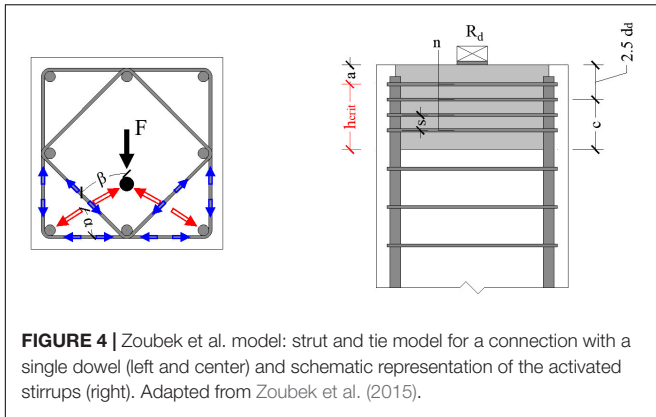 F
β
α
R_d
n
a
h_crit
s
2.5 d_d
c
FIGURE 4 | Zoubek et al. model: strut and tie model for a connection with a
single dowel (left and center) and schematic representation of the activated
stirrups (right). Adapted from Zoubek et al. (2015).